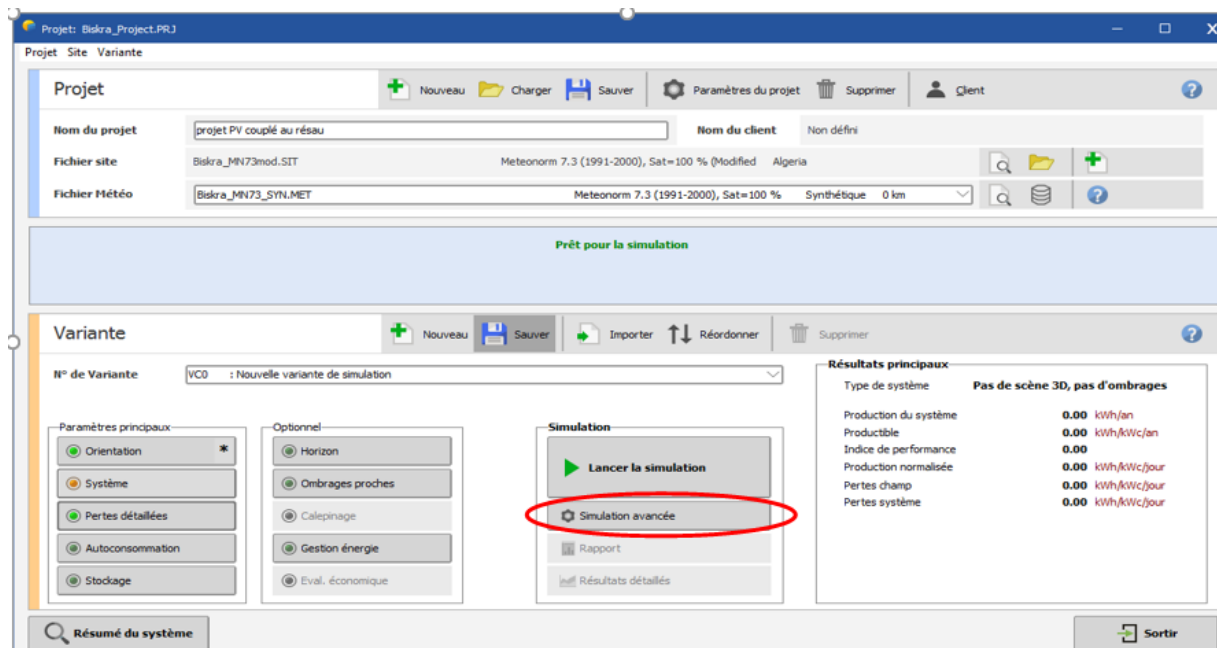 Projet: Biskra_Project.PRJ
Projet Site Variante
Projet Nouveau Charger Sauver Paramètres du projet Supprimer Client
Nom du projet projet PV couplé au résau Nom du client Non défini
Fichier site Biskra_MN73mod.SIT Meteonorm 7.3 (1991-2000), Sat=100 % (Modified Algeria
Fichier Météo Biskra_MN73_SYN.MET Meteonorm 7.3 (1991-2000), Sat=100 % Synthétique 0 km
Prêt pour la simulation
Variante Nouveau Sauver Importer Réordonner Supprimer
N° de Variante VC0 : Nouvelle variante de simulation
Paramètres principaux
Orientation *
Système
Pertes détaillées
Autoconsommation
Stockage
Optionnel
Horizon
Ombrages proches
Calepinage
Gestion énergie
Eval. économique
Simulation
Lancer la simulation
Simulation avancée
Rapport
Résultats détaillés
Résultats principaux
Type de système Pas de scène 3D, pas d'ombrages
Production du système 0.00 kWh/an
Productible 0.00 kWh/kWc/an
Indice de performance 0.00
Production normalisée 0.00 kWh/kWc/jour
Pertes champ 0.00 kWh/kWc/jour
Pertes système 0.00 kWh/kWc/jour
Résumé du système Sortir